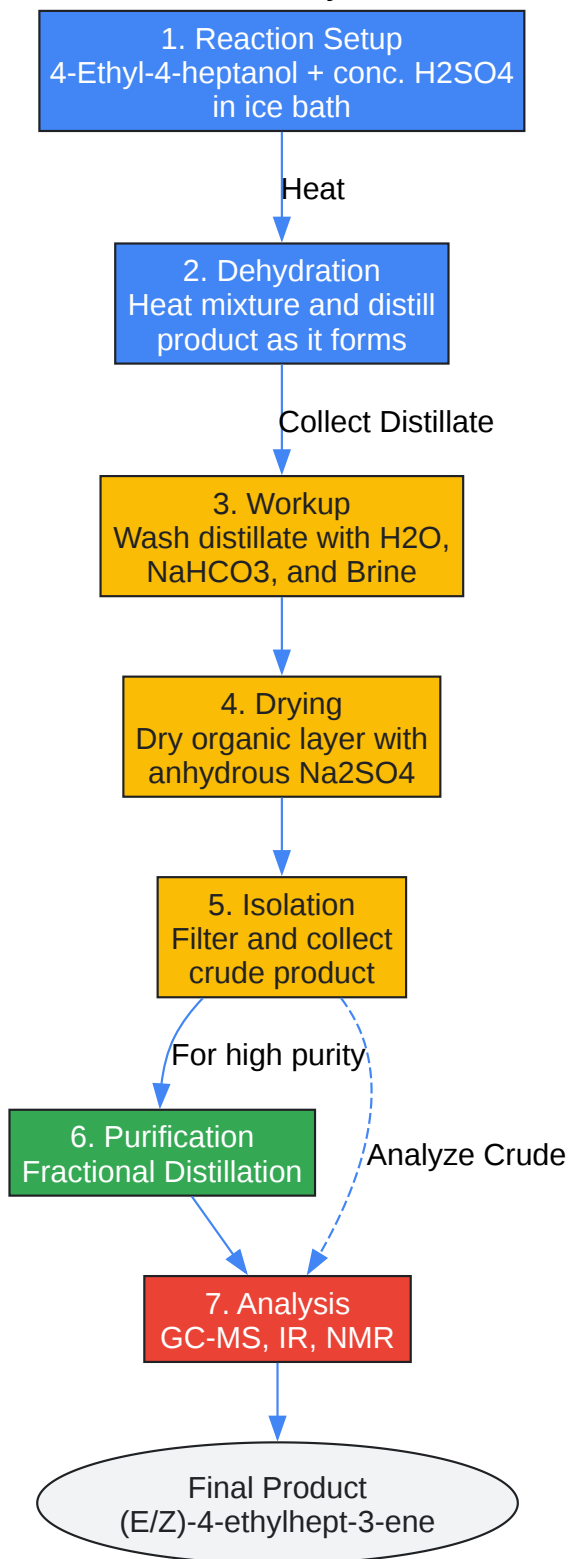 1. Reaction Setup
4-Ethyl-4-heptanol + conc. H2SO4
in ice bath
Heat
2. Dehydration
Heat mixture and distill
product as it forms
Collect Distillate
3. Workup
Wash distillate with H2O,
NaHCO3, and Brine
4. Drying
Dry organic layer with
anhydrous Na2SO4
5. Isolation
Filter and collect
crude product
For high purity
6. Purification
Fractional Distillation
Analyze Crude
7. Analysis
GC-MS, IR, NMR
Final Product
(E/Z)-4-ethylhept-3-ene